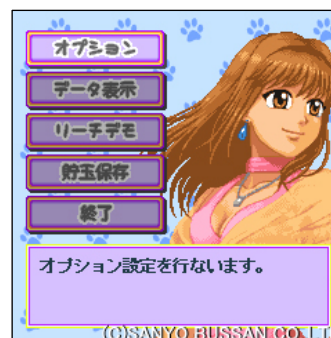 オプション
データ表示
リーチデモ
貯玉保存
終了
オプション設定を行ないます。
(C)SANYO BUSSAN CO.,LT